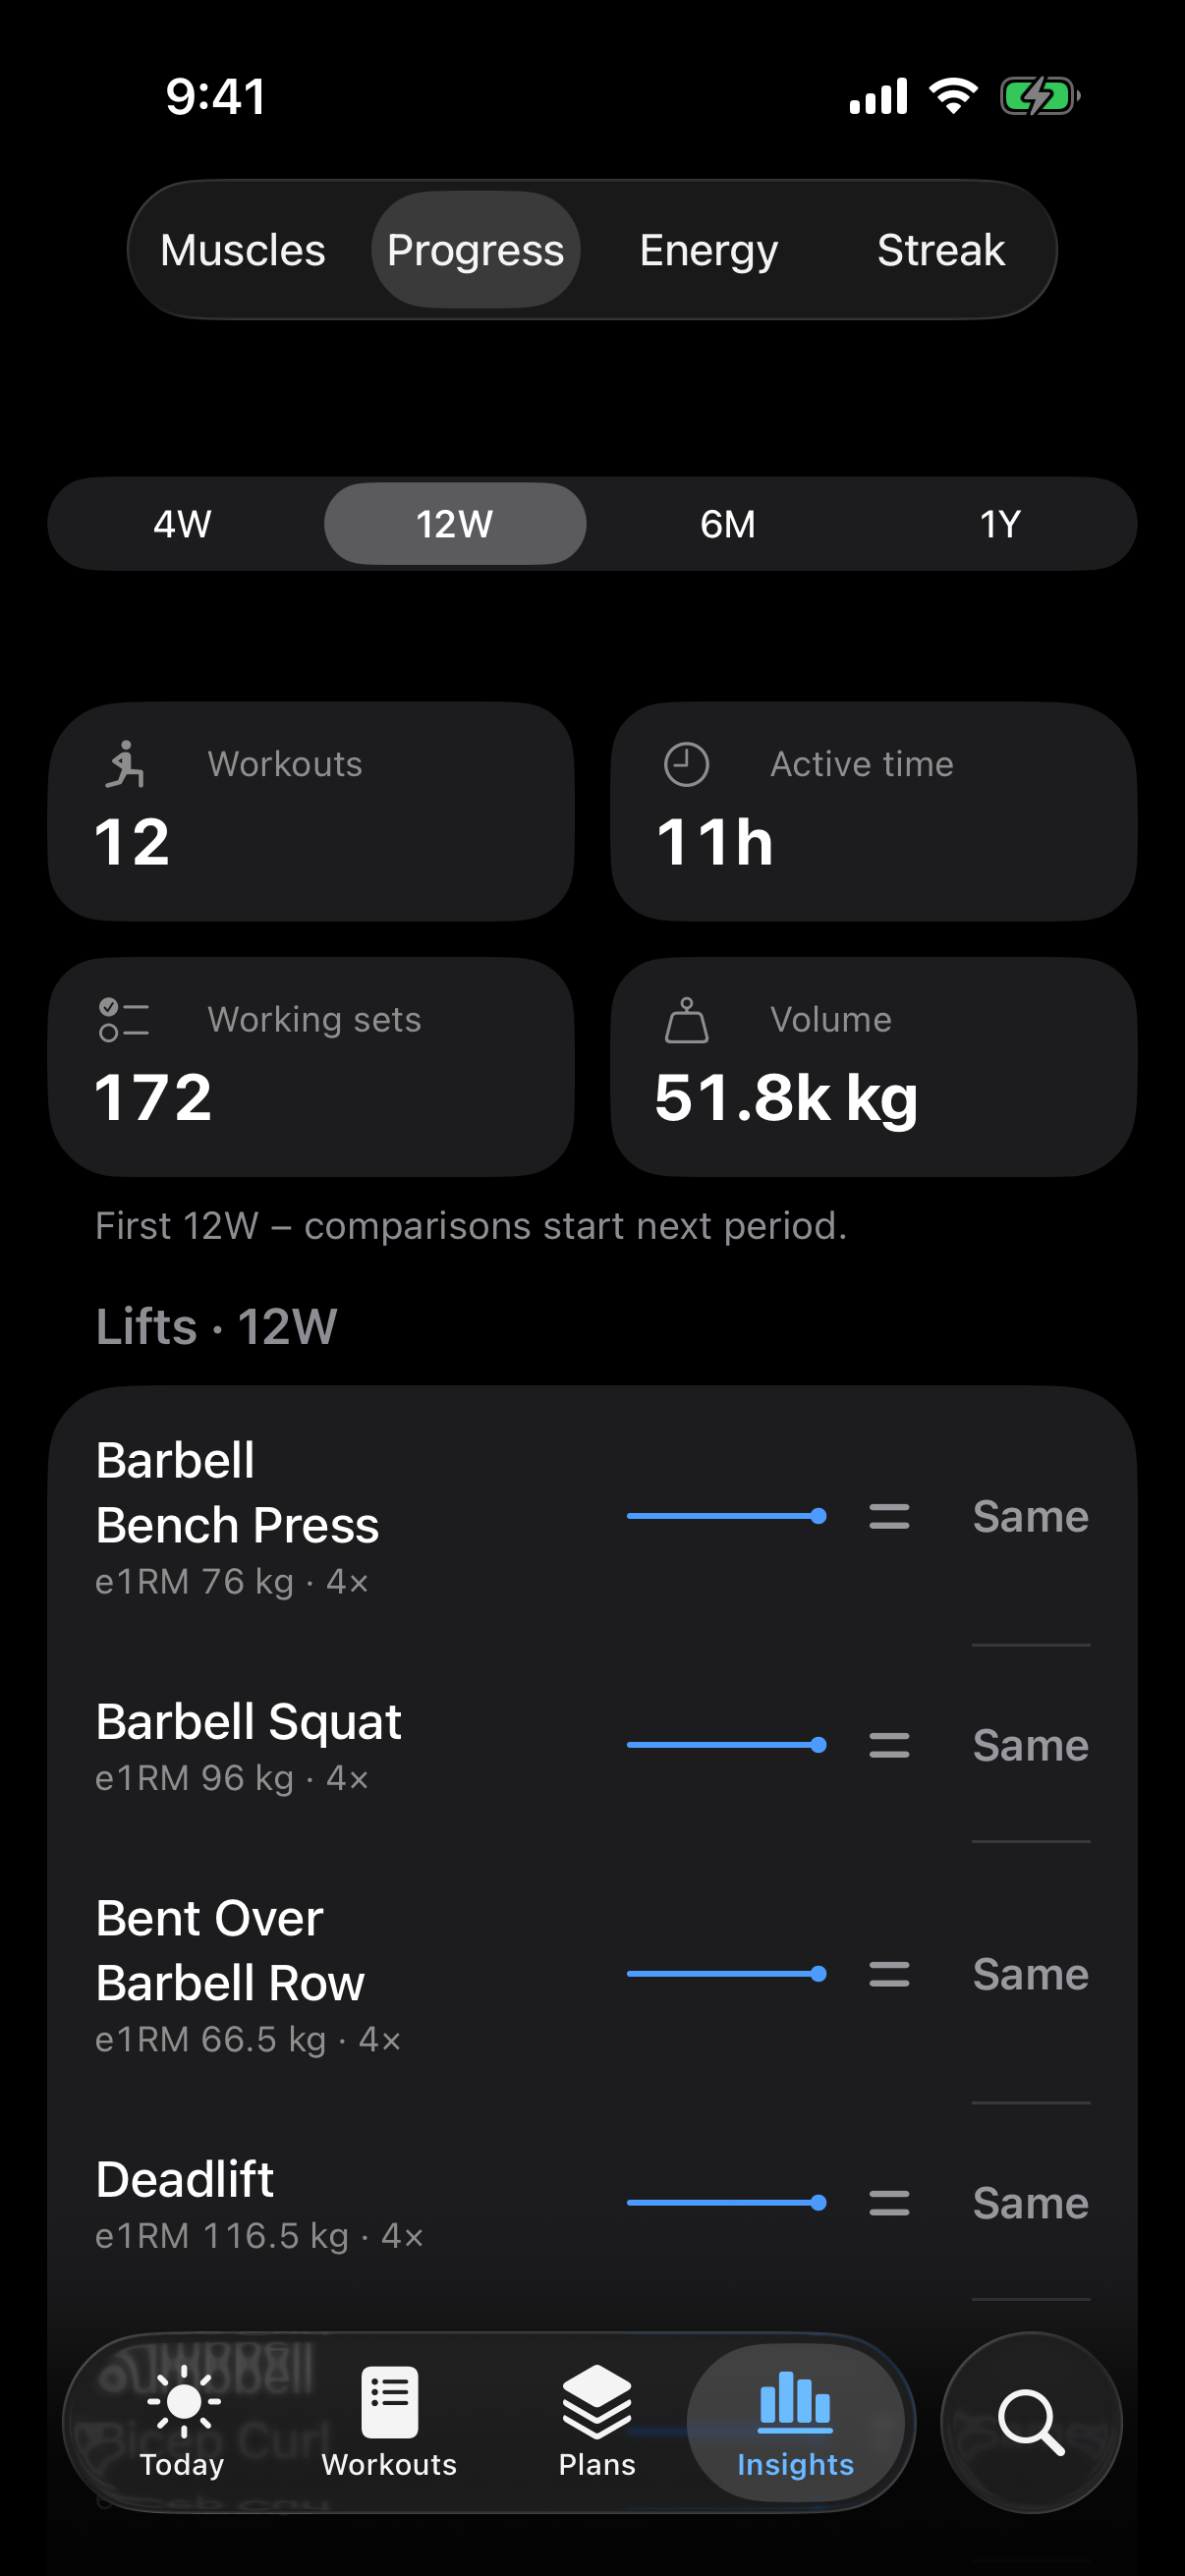 9:41
Muscles Progress Energy Streak
4W 12W 6M 1Y
Workouts
12
Active time
11h
Working sets
172
Volume
51.8k kg
First 12W – comparisons start next period.
Lifts · 12W
Barbell
Bench Press
e1RM 76 kg · 4×
= Same
Barbell Squat
e1RM 96 kg · 4×
= Same
Bent Over
Barbell Row
e1RM 66.5 kg · 4×
= Same
Deadlift
e1RM 116.5 kg · 4×
= Same
Curl
Today Workouts Plans Insights